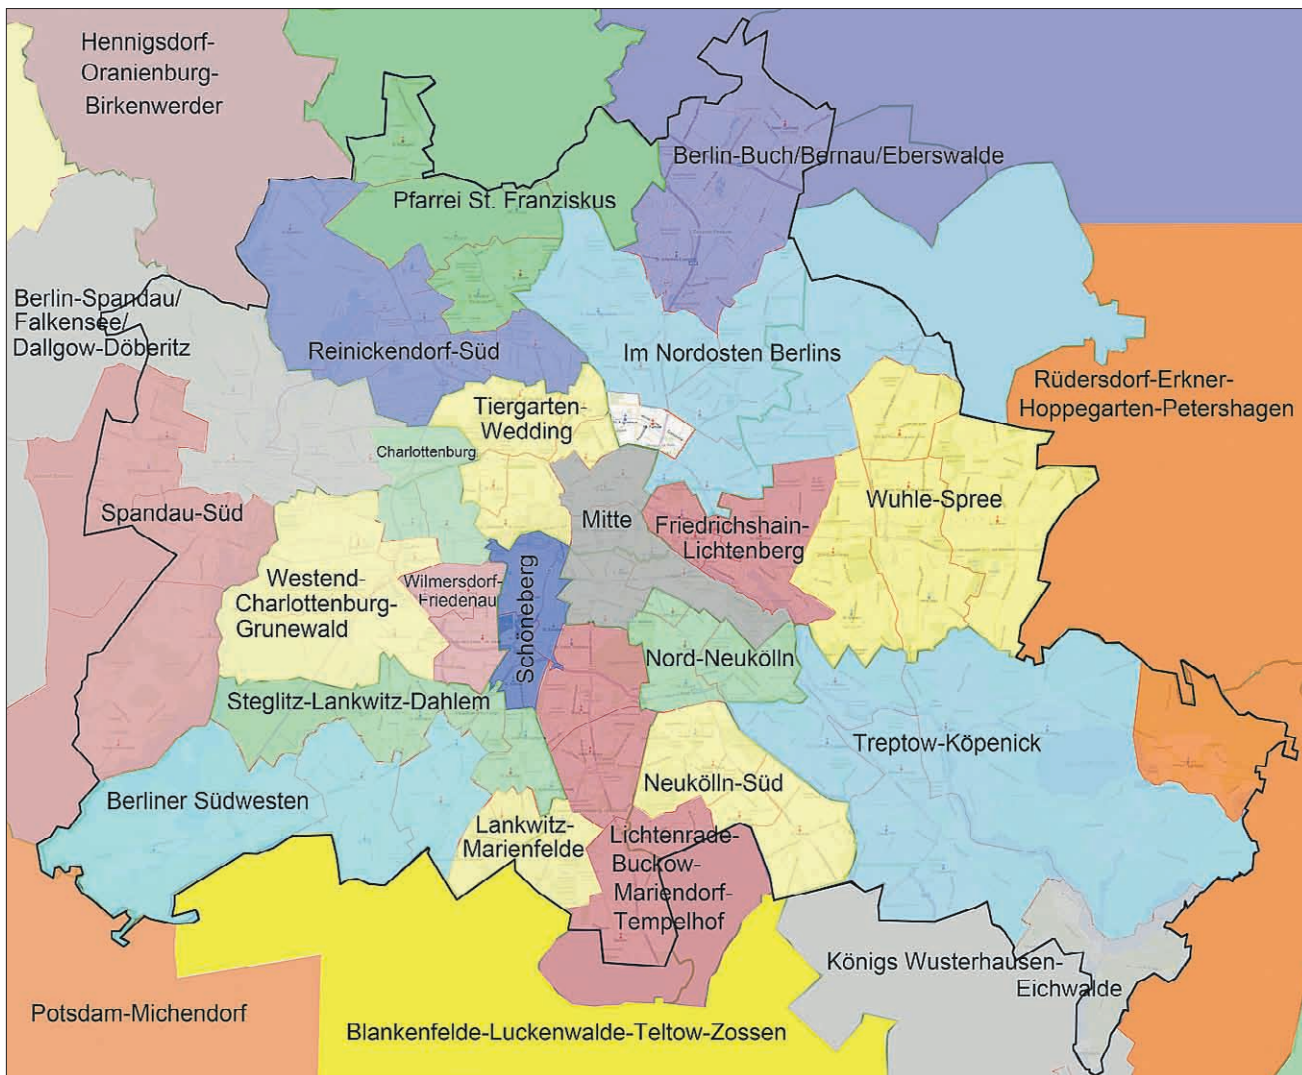 Hennigsdorf-
Oranienburg-
Birkenwerder
Berlin-Buch/Bernau/Eberswalde
Pfarrei St. Franziskus
Berlin-Spandau/
Falkensee/
Dallgow-Döberitz
Reinickendorf-Süd
Im Nordosten Berlins
Rüdersdorf-Erkner-
Hoppegarten-Petershagen
Tiergarten-
Wedding
Charlottenburg
Spandau-Süd
Mitte
Friedrichshain-
Lichtenberg
Wuhle-Spree
Westend-
Charlottenburg-
Grunewald
Wilmersdorf-
Friedenau
Schöneberg
Nord-Neukölln
Steglitz-Lankwitz-Dahlem
Treptow-Köpenick
Berliner Südwesten
Neukölln-Süd
Lankwitz-
Marienfelde
Lichtenrade-
Buckow-
Mariendorf-
Tempelhof
Königs Wusterhausen-
Eichwalde
Potsdam-Michendorf
Blankenfelde-Luckenwalde-Teltow-Zossen